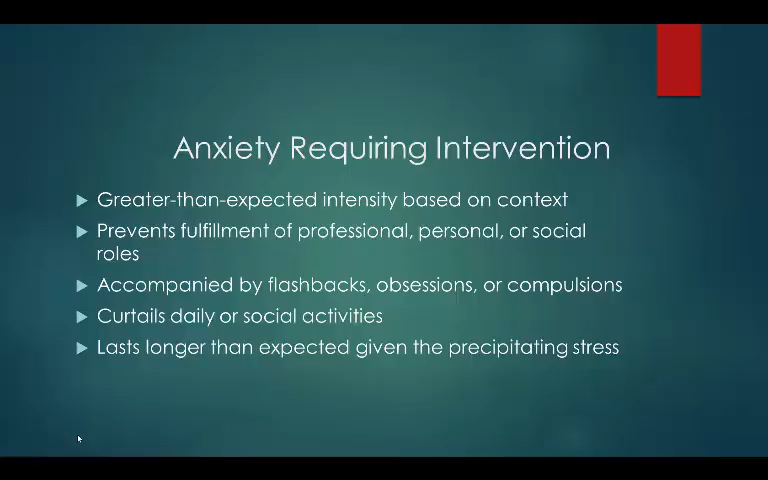 Anxiety Requiring Intervention
Greater-than-expected intensity based on context
Prevents fulfillment of professional, personal, or social
roles
Accompanied by flashbacks, obsessions, or compulsions
Curtails daily or social activities
Lasts longer than expected given the precipitating stress